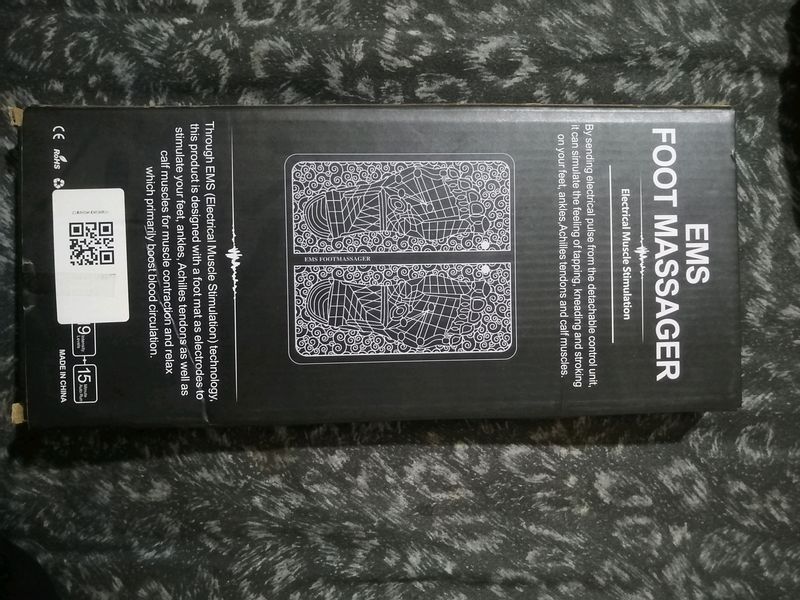 EMS
FOOT MASSAGER
Electrical Muscle Stimulation
By sending electrical pulse from the detachable control unit,
it can simulate the feeling of tapping, kneading and stroking
on your feet, ankles,Achilles tendons and calf muscles.
EMS FOOTMASSAGER
Through EMS (Electrical Muscle Stimulation) technology,
this product is designed with a foot mat as electrodes to
stimulate your feet, ankles, Achilles tendons as well as
calf muscles for muscle contraction and relax
which primarily boost blood circulation.
CE RoHS
9
15 Minute
MADE IN CHINA